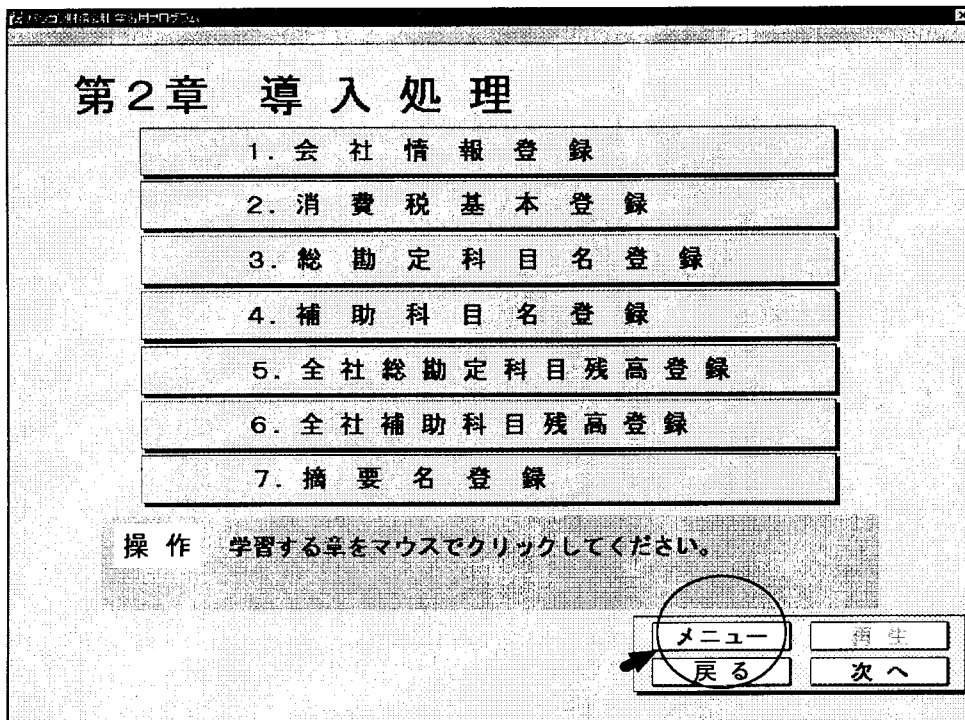 第2章 導入処理
1.会社情報登録
2.消費税基本登録
3.総勘定科目名登録
4.補助科目名登録
5.全社総勘定科目残高登録
6.全社補助科目残高登録
7.摘要名登録
操作 学習する章をマウスでクリックしてください。
メニュー 再生
戻る 次へ